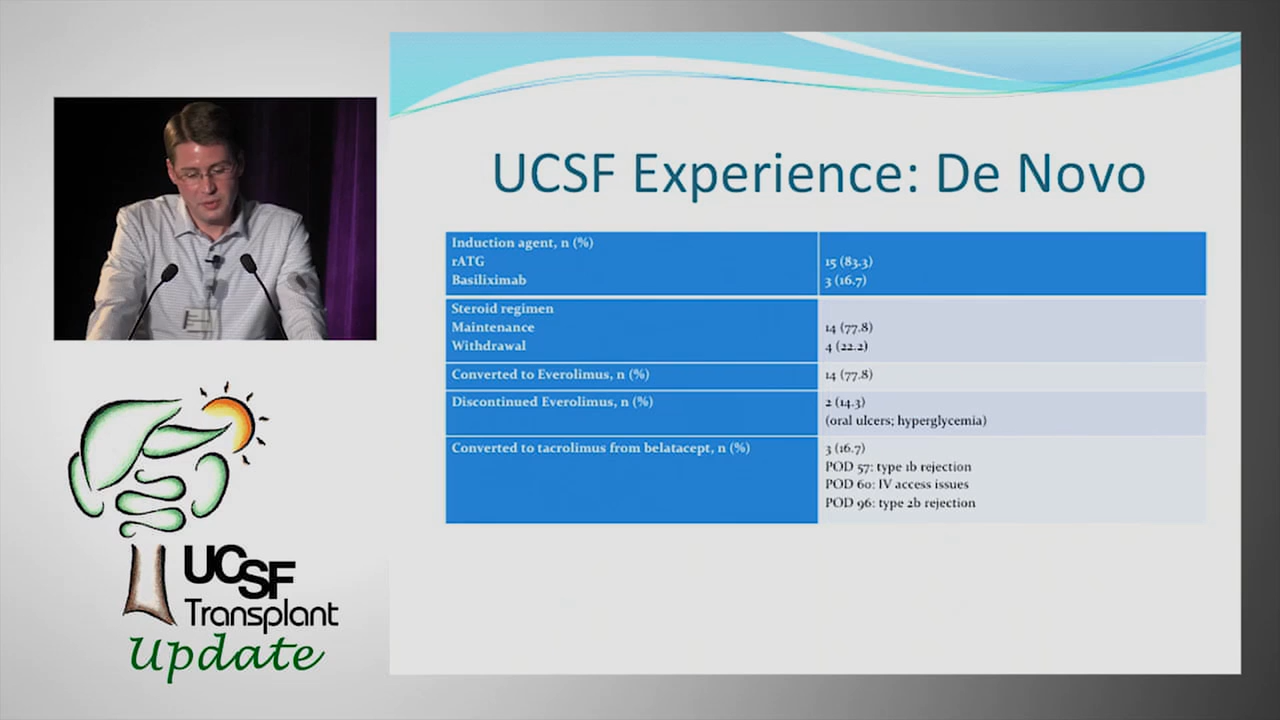 UCSF Experience: De Novo
Induction agent, n (%)
rATG 15 (83.3)
Basiliximab 3 (16.7)
Steroid regimen
Maintenance 14 (77.8)
Withdrawal 4 (22.2)
Converted to Everolimus, n (%) 14 (77.8)
Discontinued Everolimus, n (%) 2 (14.3)
(oral ulcers; hyperglycemia)
Converted to tacrolimus from belatacept, n (%) 3 (16.7)
POD 57: type 1b rejection
POD 60: IV access issues
POD 96: type 2b rejection
UCSF
Transplant
Update